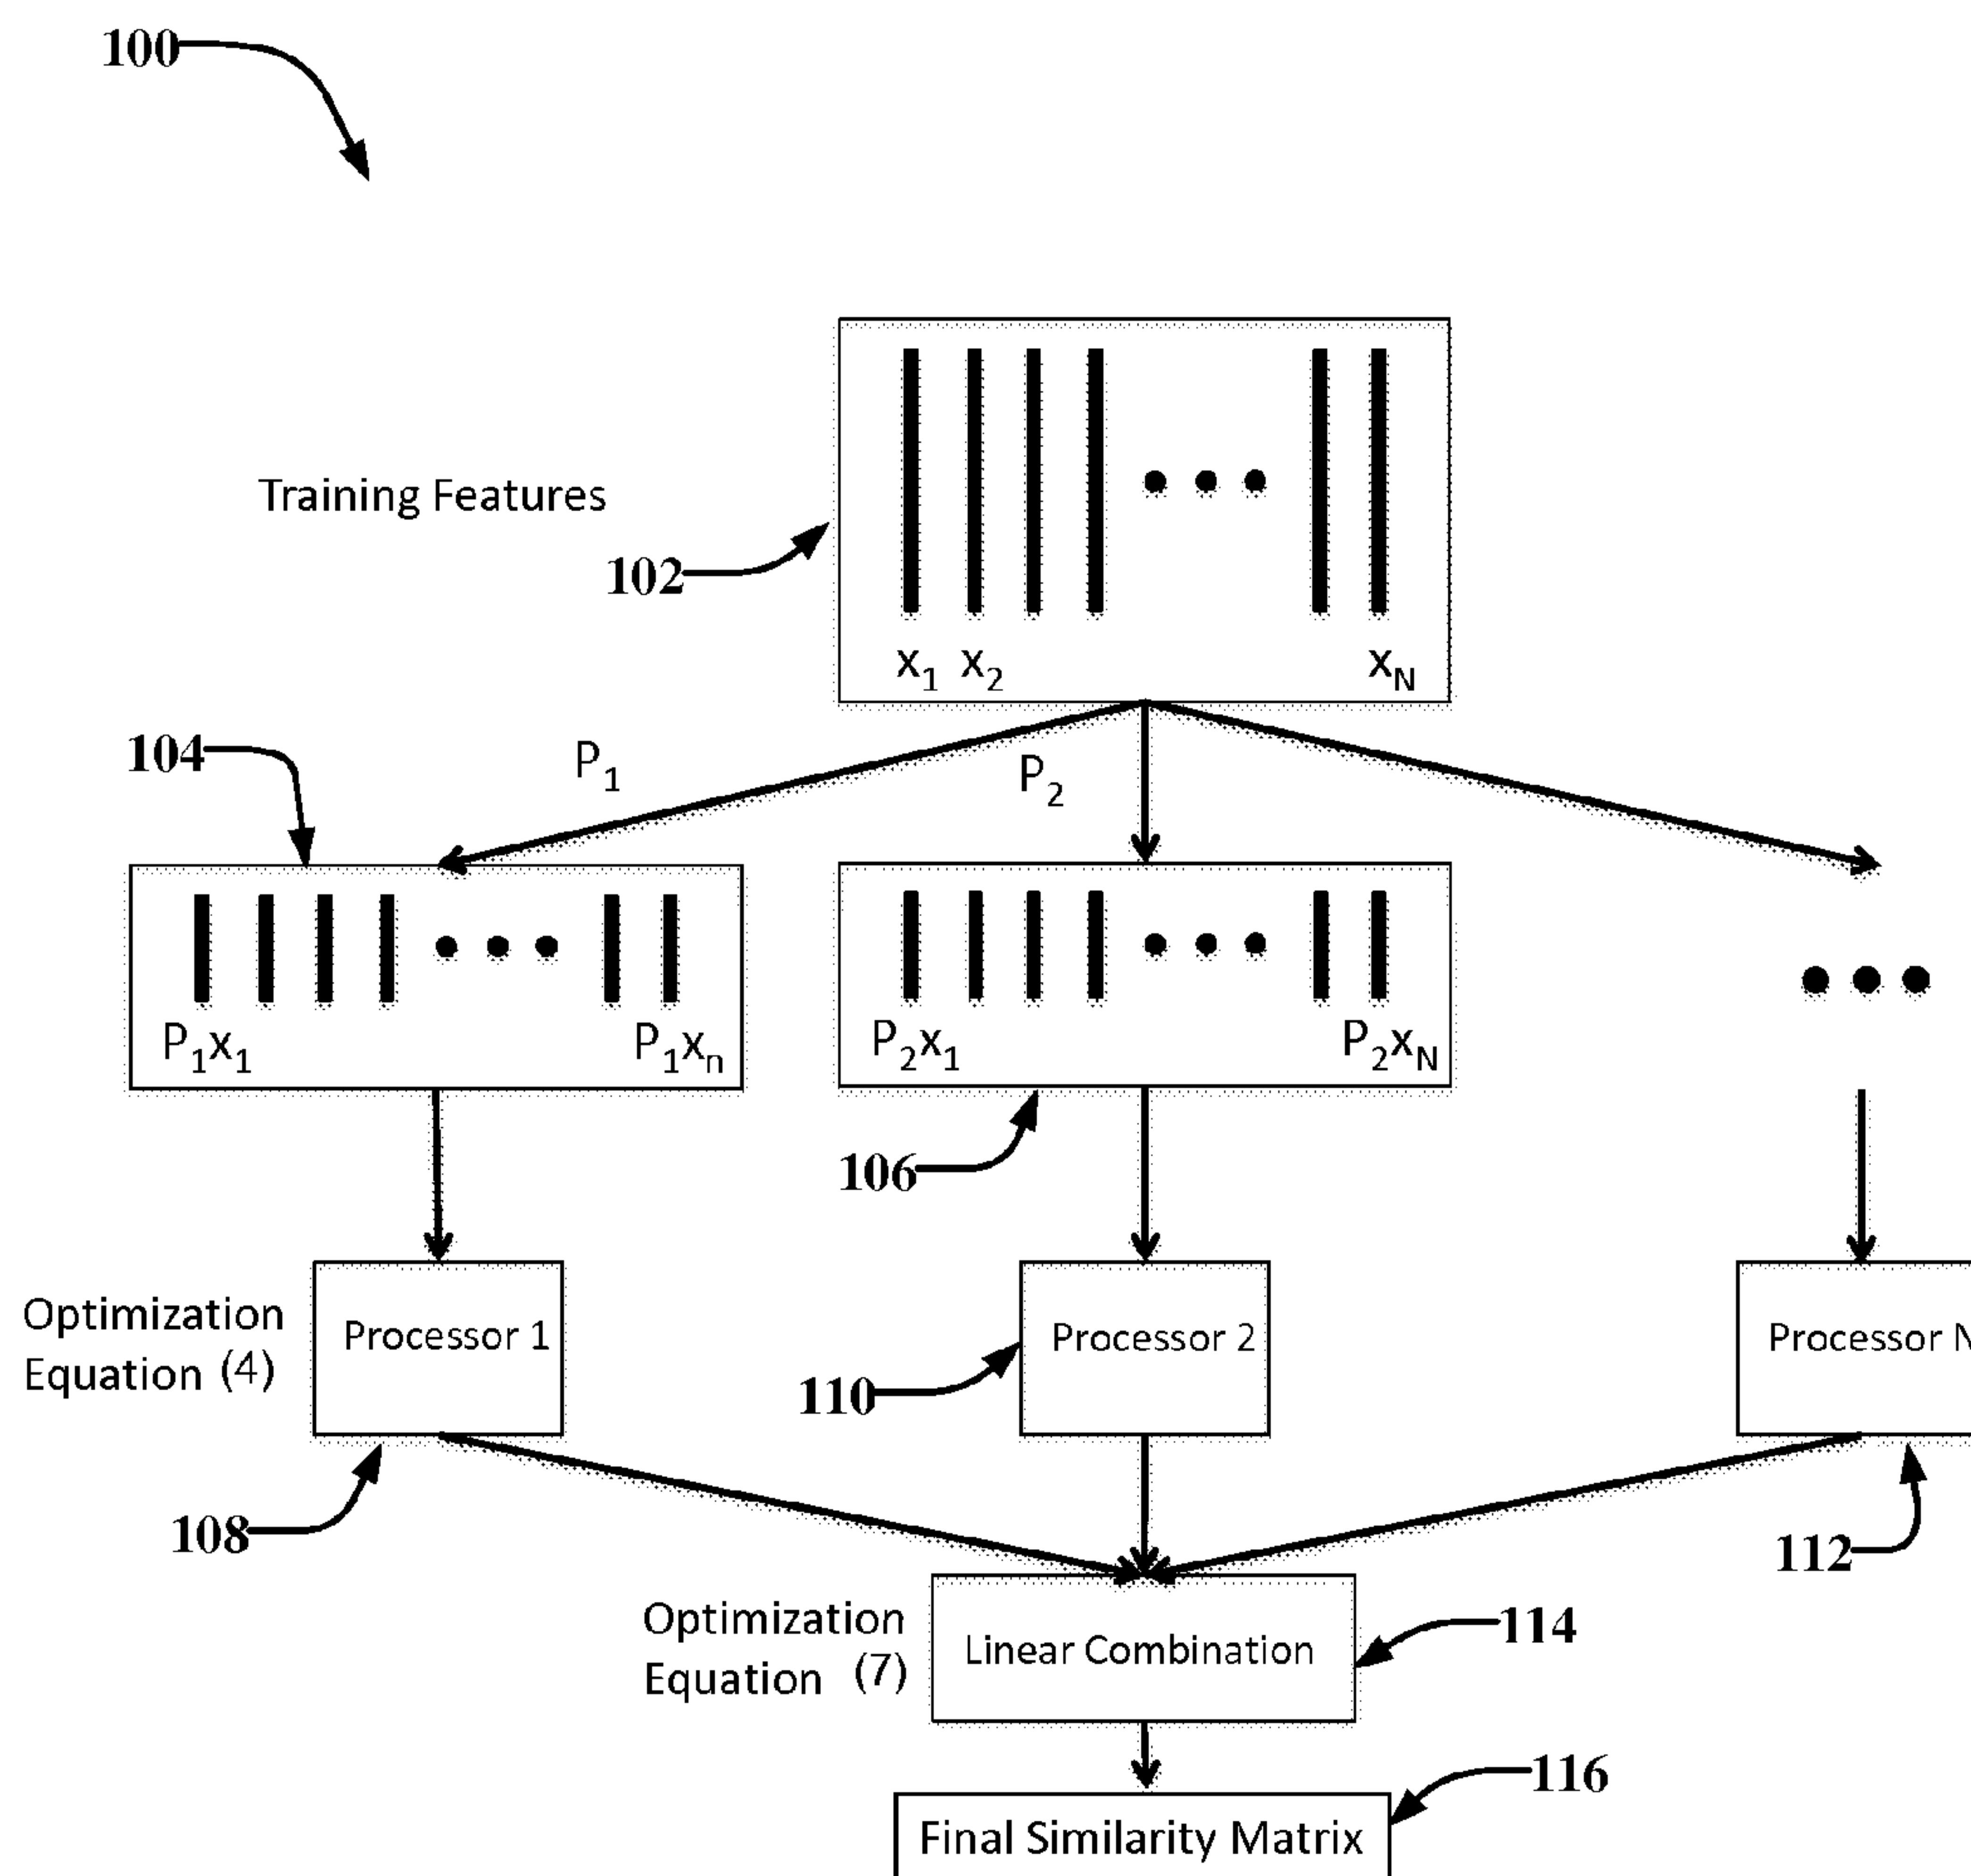 100
Training Features
102
x1 x2 xN
104
P1
P2
P1x1 P1xn
P2x1 P2xN
106
Optimization
Equation (4)
Processor 1
Processor 2
Processor N
110
108
112
Optimization
Equation (7)
Linear Combination
114
116
Final Similarity Matrix